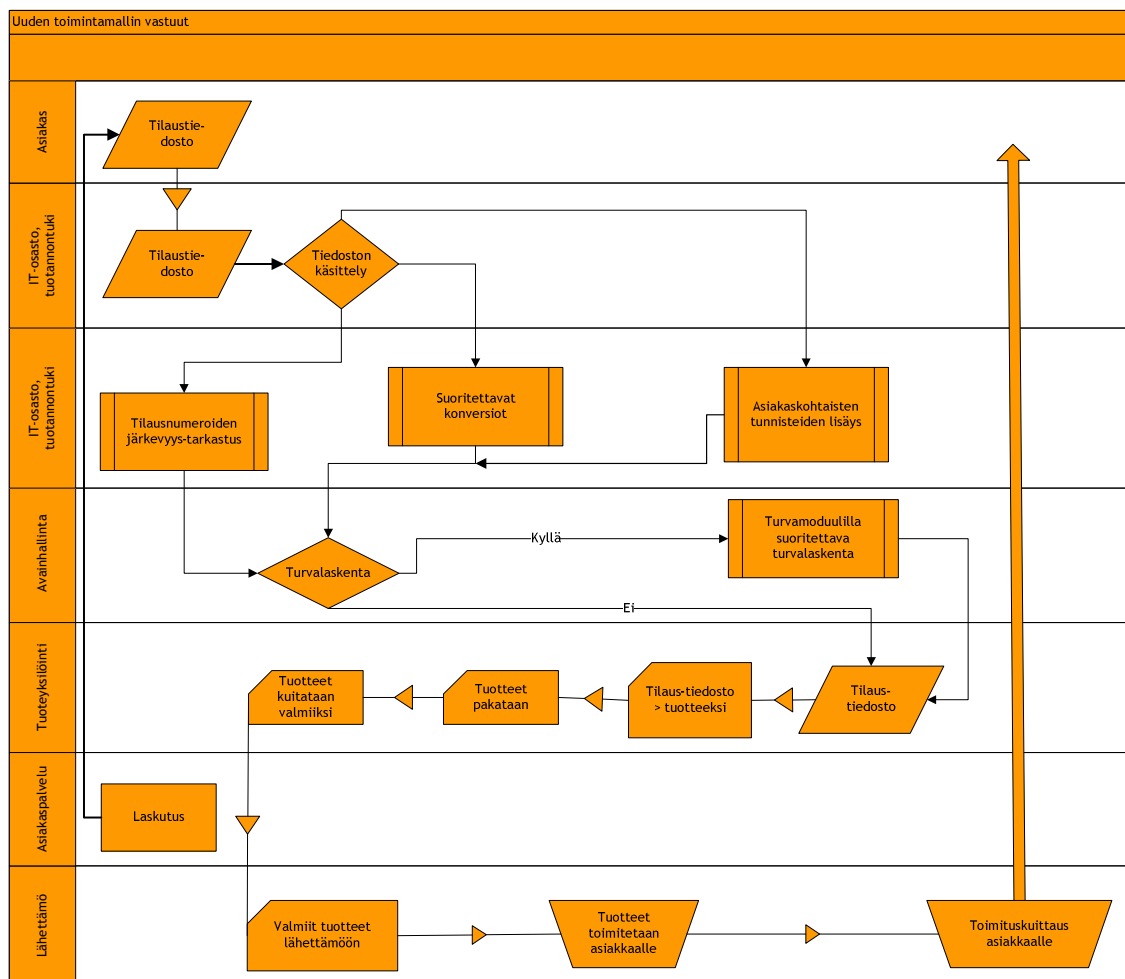 Uuden toimintamallin vastuut
Asiakas
Tilaustie-
dosto
IT-osasto,
tuotannontuki
Tilaustie-
dosto
Tiedoston
käsittely
IT-osasto,
tuotannontuki
Tilausnumeroiden
järkevyys-tarkastus
Suoritettavat
konversiot
Asiakaskohtaisten
tunnisteiden lisäys
Avainhallinta
Turvalaskenta
Kyllä
Turvamoduulilla
suoritettava
turvalaskenta
Ei
Tuoteyksilöinti
Tuotteet
kuitataan
valmiiksi
Tuotteet
pakataan
Tilaus-tiedosto
> tuotteeksi
Tilaus-
tiedosto
Asiakaspalvelu
Laskutus
Lähettämö
Valmiit tuotteet
lähettämöön
Tuotteet
toimitetaan
asiakkaalle
Toimituskuittaus
asiakkaalle